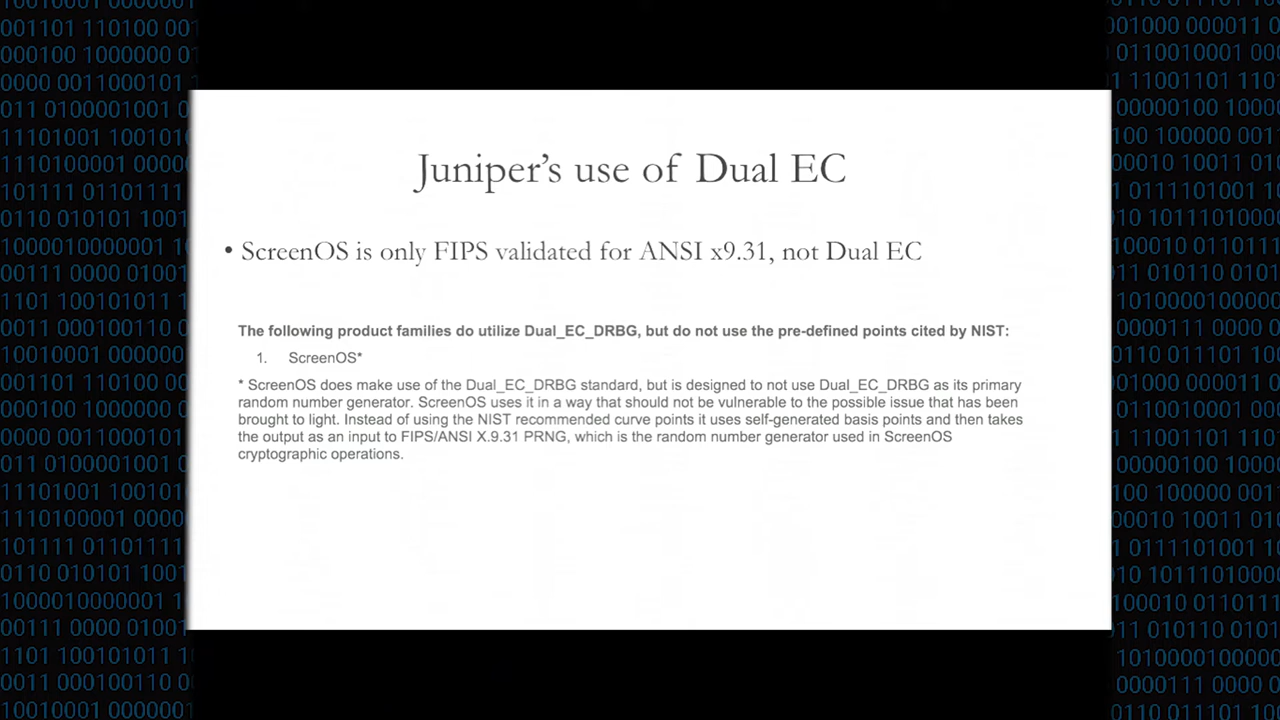 Juniper’s use of Dual EC
• ScreenOS is only FIPS validated for ANSI x9.31, not Dual EC
The following product families do utilize Dual_EC_DRBG, but do not use the pre-defined points cited by NIST:
1. ScreenOS*
* ScreenOS does make use of the Dual_EC_DRBG standard, but is designed to not use Dual_EC_DRBG as its primary
random number generator. ScreenOS uses it in a way that should not be vulnerable to the possible issue that has been
brought to light. Instead of using the NIST recommended curve points it uses self-generated basis points and then takes
the output as an input to FIPS/ANSI X.9.31 PRNG, which is the random number generator used in ScreenOS
cryptographic operations.